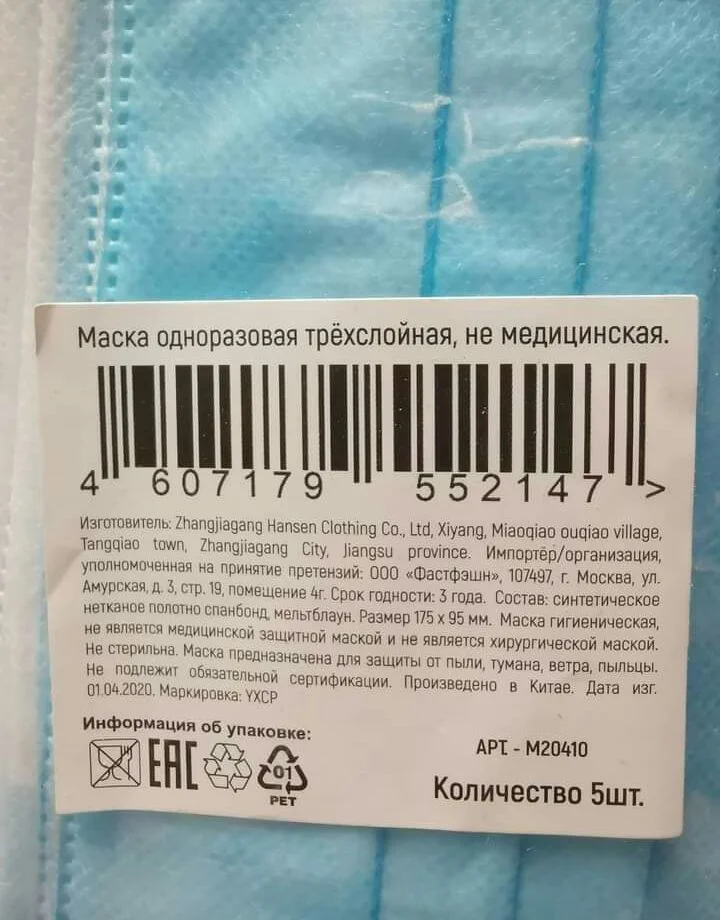 Маска одноразовая трёхслойная, не медицинская.
4 607179 552147 >
Изготовитель: Zhangjiagang Hansen Clothing Co., Ltd, Xiyang, Miaoqiao ouqiao village,
Tangqiao town, Zhangjiagang City, Jiangsu province. Импортёр/организация,
уполномоченная на принятие претензий: ООО «Фастфэшн», 107497, г. Москва, ул.
Амурская, д. 3, стр. 19, помещение 4г. Срок годности: 3 года. Состав: синтетическое
нетканое полотно спанбонд, мельтблаун. Размер 175 x 95 мм. Маска гигиеническая,
не является медицинской защитной маской и не является хирургической маской.
Не стерильна. Маска предназначена для защиты от пыли, тумана, ветра, пыльцы.
Не подлежит обязательной сертификации. Произведено в Китае. Дата изг.
01.04.2020. Маркировка: YXCP
Информация об упаковке:
EAC
01
PET
АРТ. - M20410
Количество 5шт.